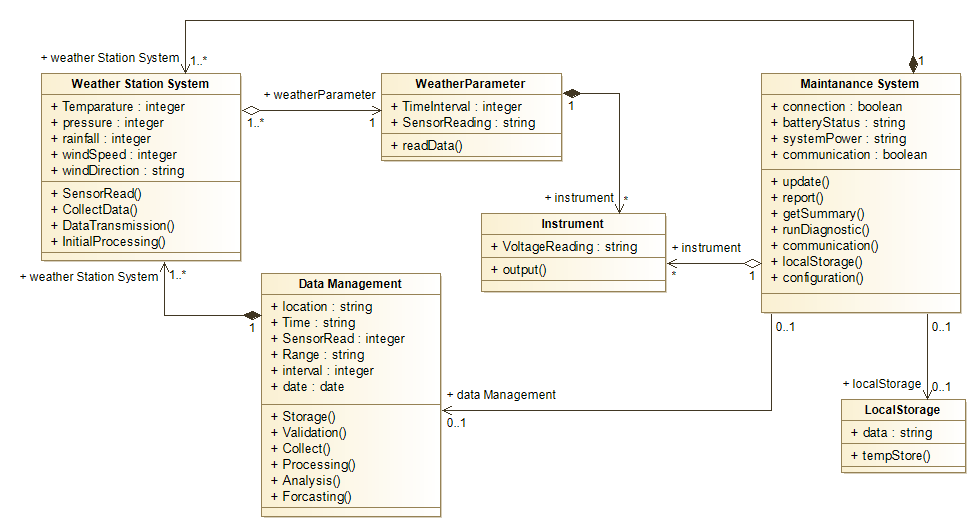 + weather Station System
1..*
1
Weather Station System
+ Temparature : integer
+ pressure : integer
+ rainfall : integer
+ windSpeed : integer
+ windDirection : string
+ SensorRead()
+ CollectData()
+ DataTransmission()
+ InitialProcessing()
+ weatherParameter
1..*
1
WeatherParameter
+ TimeInterval : integer
+ SensorReading : string
+ readData()
1
+ instrument
*
Maintanance System
+ connection : boolean
+ batteryStatus : string
+ systemPower : string
+ communication : boolean
+ update()
+ report()
+ getSummary()
+ runDiagnostic()
+ communication()
+ localStorage()
+ configuration()
Instrument
+ VoltageReading : string
+ output()
+ instrument
*
1
+ weather Station System
1..*
1
Data Management
+ location : string
+ Time : string
+ SensorRead : integer
+ Range : string
+ interval : integer
+ date : date
+ Storage()
+ Validation()
+ Collect()
+ Processing()
+ Analysis()
+ Forcasting()
0..1
+ data Management
0..1
0..1
+ localStorage
0..1
LocalStorage
+ data : string
+ tempStore()